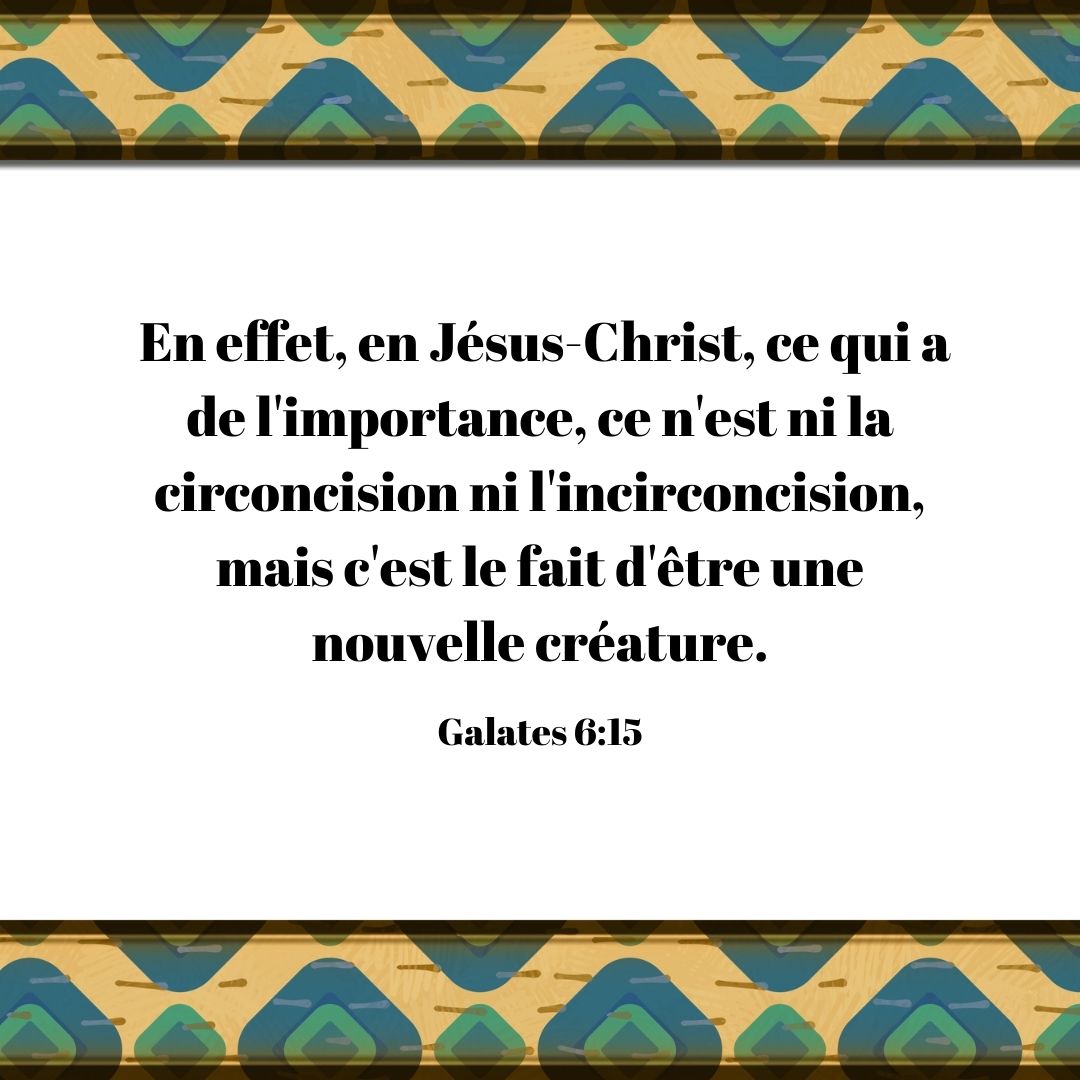 En effet, en Jésus-Christ, ce qui a
de l'importance, ce n'est ni la
circoncision ni l'incirconcision,
mais c'est le fait d'être une
nouvelle créature.
Galates 6:15